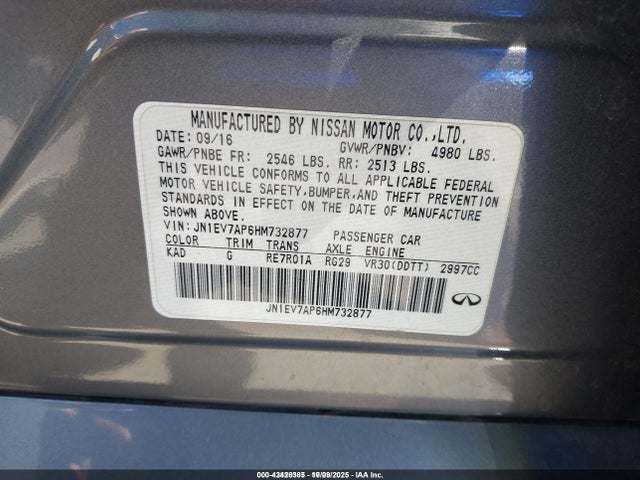 MANUFACTURED BY NISSAN MOTOR CO.,LTD.
DATE: 09/16 GVWR/PNBV: 4980 LBS.
GAWR/PNBE FR: 2546 LBS. RR: 2513 LBS.
THIS VEHICLE CONFORMS TO ALL APPLICABLE FEDERAL
MOTOR VEHICLE SAFETY,BUMPER,AND THEFT PREVENTION
STANDARDS IN EFFECT ON THE DATE OF MANUFACTURE
SHOWN ABOVE.
VIN: JN1EV7AP6HM732877 PASSENGER CAR
COLOR TRIM TRANS AXLE ENGINE
KAD G RE7R01A RG29 VR30(DDTT) 2997CC
JN1EV7AP6HM732877
10/09/2025